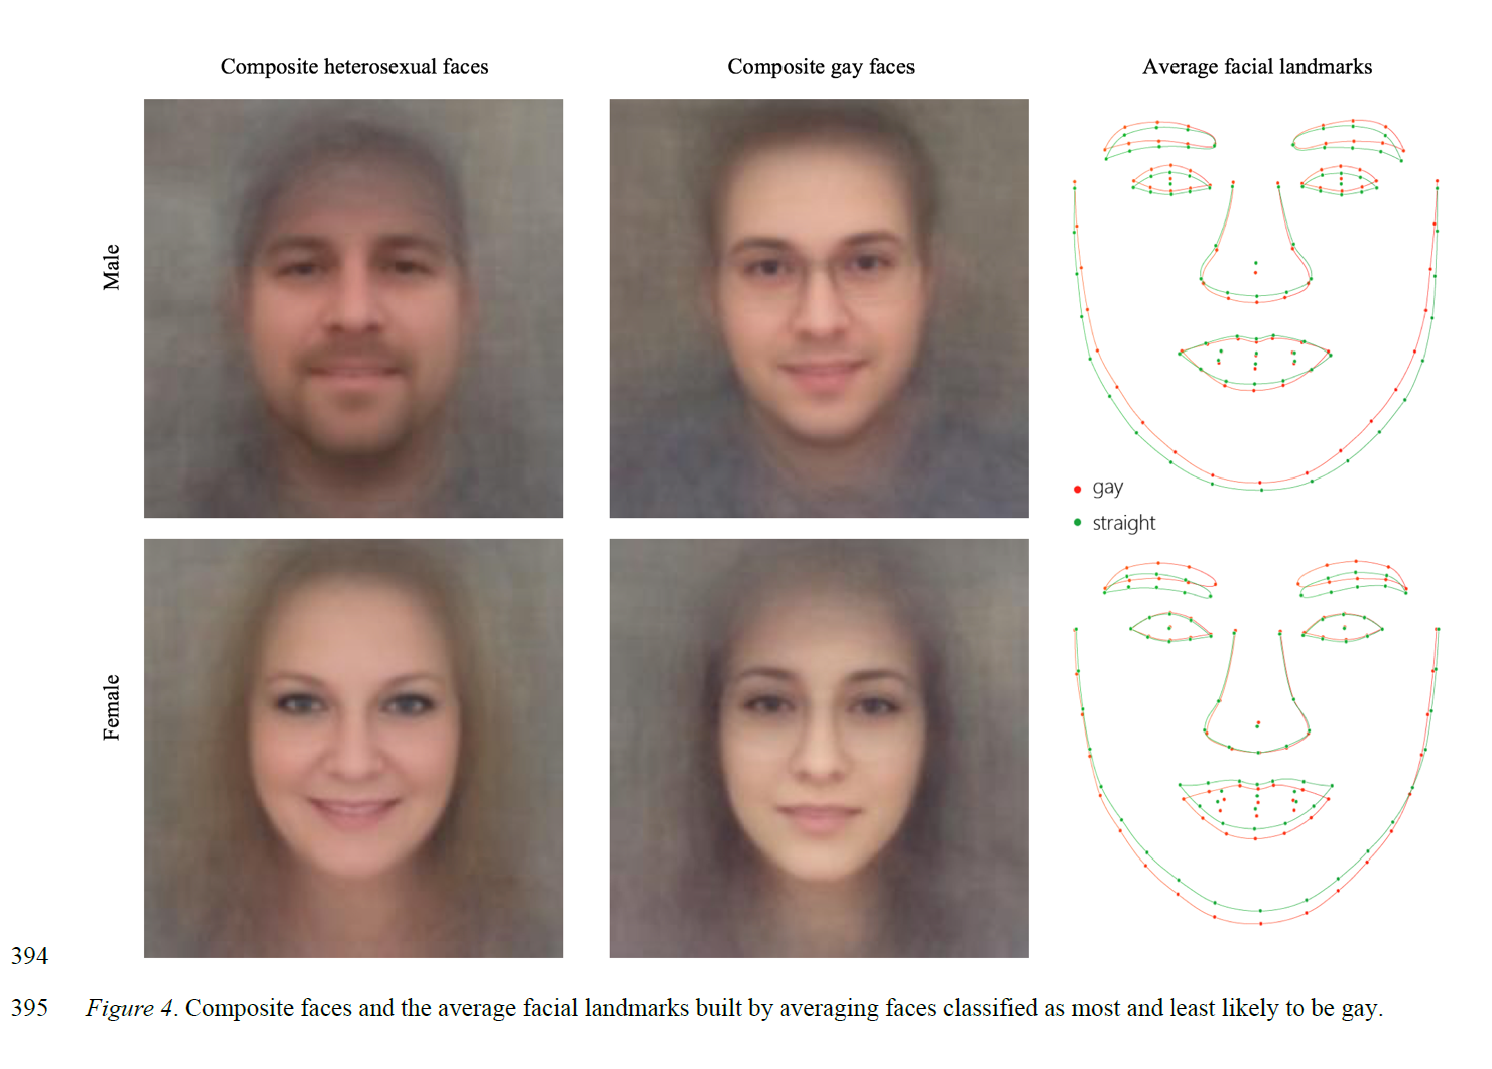 Composite heterosexual faces
Composite gay faces
Average facial landmarks
Male
gay
straight
Female
394
395 Figure 4. Composite faces and the average facial landmarks built by averaging faces classified as most and least likely to be gay.